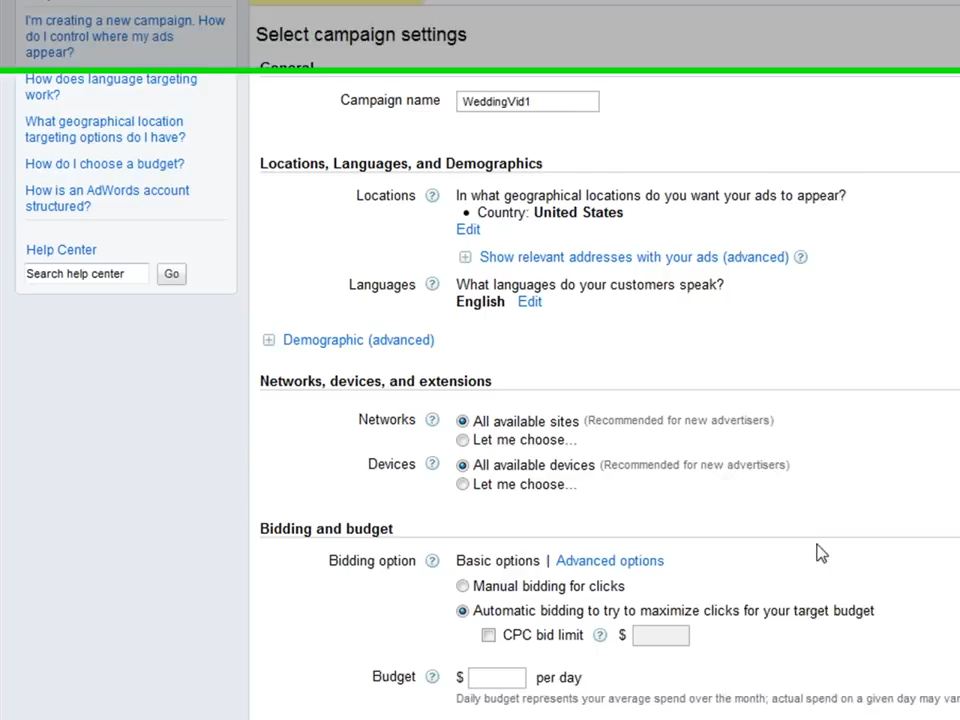 I'm creating a new campaign. How
do I control where my ads
appear?
How does language targeting
work?
What geographical location
targeting options do I have?
How do I choose a budget?
How is an AdWords account
structured?
Help Center
Search help center Go
Select campaign settings
General
Campaign name WeddingVid1
Locations, Languages, and Demographics
Locations ? In what geographical locations do you want your ads to appear?
• Country: United States
Edit
Show relevant addresses with your ads (advanced) ?
Languages ? What languages do your customers speak?
English Edit
Demographic (advanced)
Networks, devices, and extensions
Networks ? All available sites (Recommended for new advertisers)
Let me choose...
Devices ? All available devices (Recommended for new advertisers)
Let me choose...
Bidding and budget
Bidding option ? Basic options | Advanced options
Manual bidding for clicks
Automatic bidding to try to maximize clicks for your target budget
CPC bid limit ? $
Budget ? $ per day
Daily budget represents your average spend over the month; actual spend on a given day may